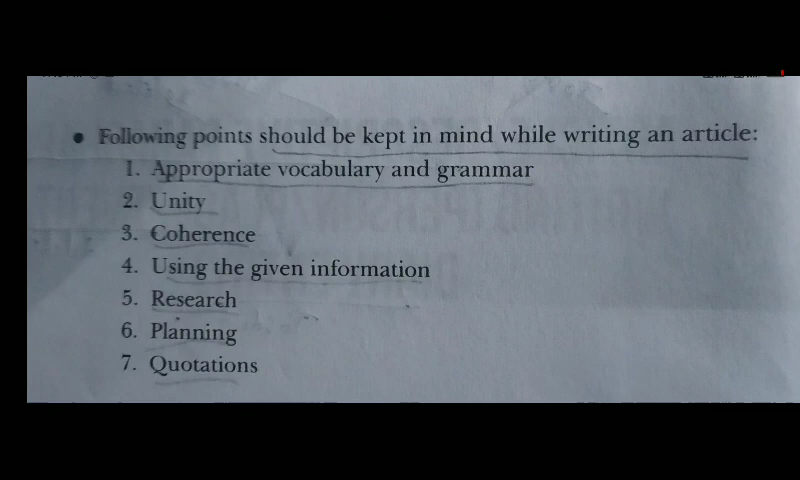 • Following points should be kept in mind while writing an article:
1. Appropriate vocabulary and grammar
2. Unity
3. Coherence
4. Using the given information
5. Research
6. Planning
7. Quotations